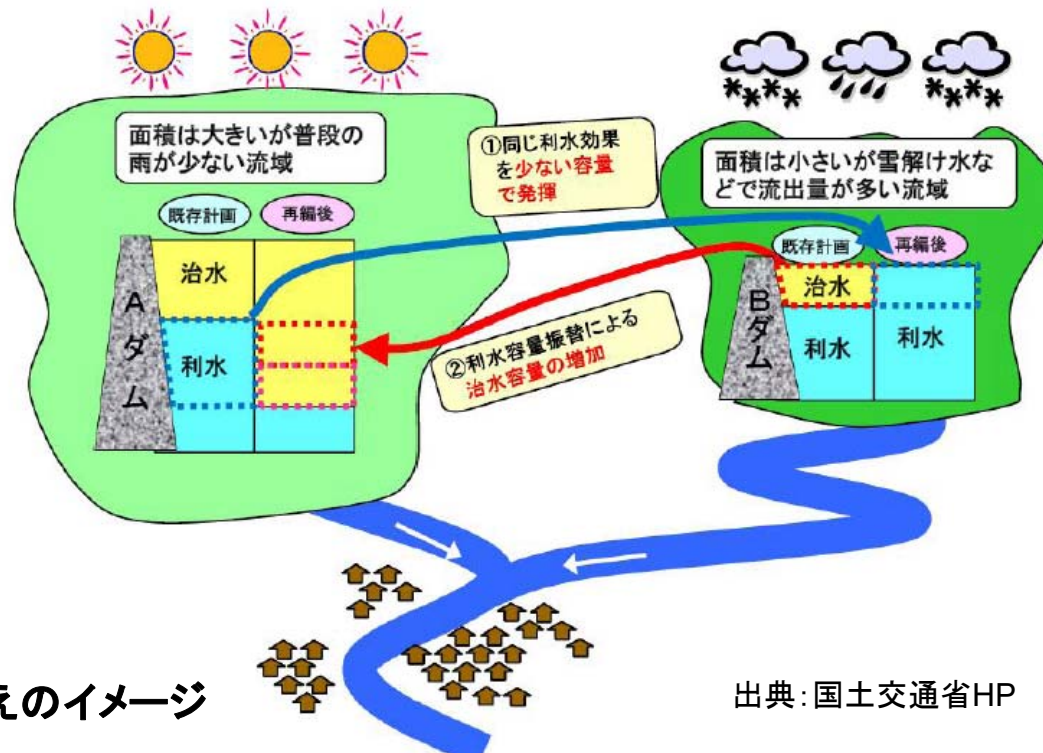 面積は大きいが普段の
雨が少ない流域
既存計画
再編後
Aダム
治水
利水
①同じ利水効果
を少ない容量
で発揮
②利水容量振替による
治水容量の増加
面積は小さいが雪解け水な
どで流出量が多い流域
既存計画
再編後
Bダム
治水
利水
利水
えのイメージ
出典：国土交通省HP